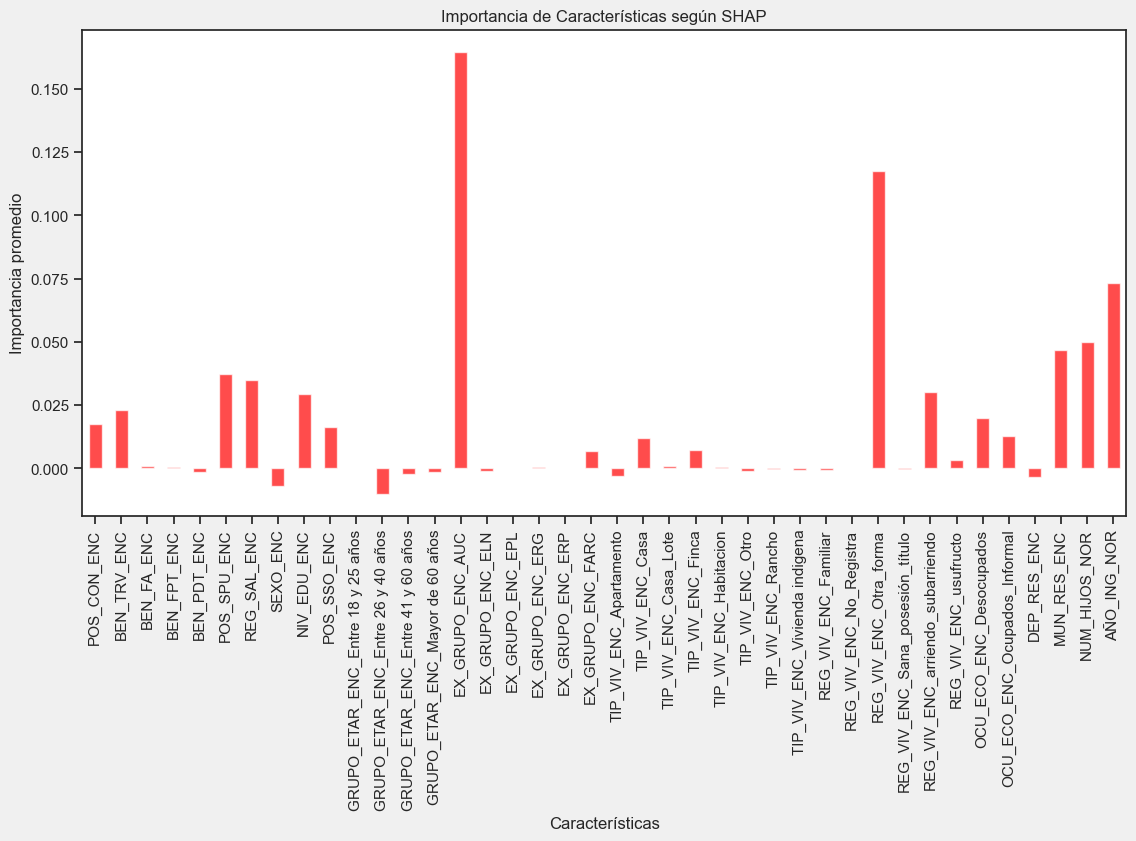 Importancia de Características según SHAP
Importancia promedio
0.150
0.125
0.100
0.075
0.050
0.025
0.000
POS_CON_ENC
BEN_TRV_ENC
BEN_FA_ENC
BEN_FPT_ENC
BEN_PDT_ENC
POS_SPU_ENC
REG_SAL_ENC
SEXO_ENC
NIV_EDU_ENC
POS_SSO_ENC
GRUPO_ETAR_ENC_Entre 18 y 25 años
GRUPO_ETAR_ENC_Entre 26 y 40 años
GRUPO_ETAR_ENC_Entre 41 y 60 años
GRUPO_ETAR_ENC_Mayor de 60 años
EX_GRUPO_ENC_AUC
EX_GRUPO_ENC_ELN
EX_GRUPO_ENC_EPL
EX_GRUPO_ENC_ERG
EX_GRUPO_ENC_ERP
EX_GRUPO_ENC_FARC
TIP_VIV_ENC_Apartamento
TIP_VIV_ENC_Casa
TIP_VIV_ENC_Casa_Lote
TIP_VIV_ENC_Finca
TIP_VIV_ENC_Habitacion
TIP_VIV_ENC_Otro
TIP_VIV_ENC_Rancho
TIP_VIV_ENC_Vivienda indigena
REG_VIV_ENC_Familiar
REG_VIV_ENC_No_Registra
REG_VIV_ENC_Otra_forma
REG_VIV_ENC_Sana_posesión_título
REG_VIV_ENC_arriendo_subarriendo
REG_VIV_ENC_usufructo
OCU_ECO_ENC_Desocupados
OCU_ECO_ENC_Ocupados_Informal
DEP_RES_ENC
MUN_RES_ENC
NUM_HIJOS_NOR
AÑO_ING_NOR
Características